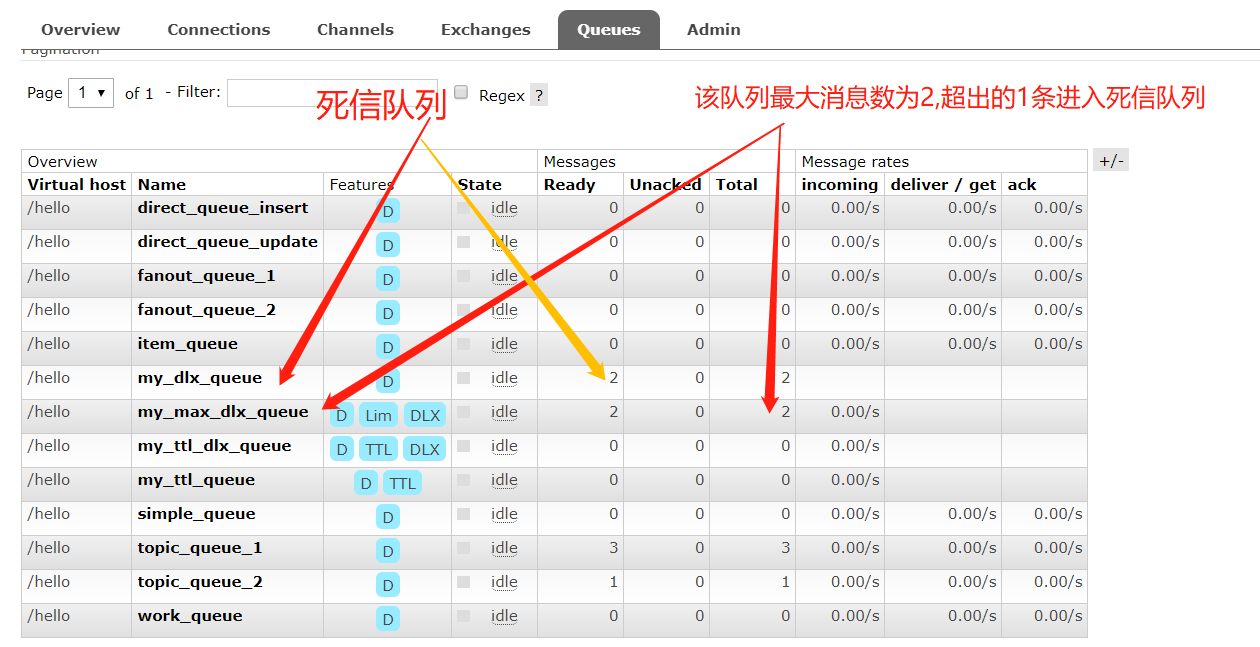 Overview Connections Channels Exchanges Queues Admin
Pagination
Page 1 of 1 - Filter: Regex ?
死信队列
该队列最大消息数为2,超出的1条进入死信队列
Overview Messages Message rates +/-
Virtual host Name Features State Ready Unacked Total incoming deliver / get ack
/hello direct_queue_insert D idle 0 0 0 0.00/s 0.00/s 0.00/s
/hello direct_queue_update D idle 0 0 0 0.00/s 0.00/s 0.00/s
/hello fanout_queue_1 D idle 0 0 0 0.00/s 0.00/s 0.00/s
/hello fanout_queue_2 D idle 0 0 0 0.00/s 0.00/s 0.00/s
/hello item_queue D idle 0 0 0 0.00/s 0.00/s 0.00/s
/hello my_dlx_queue D idle 2 0 2
/hello my_max_dlx_queue D Lim DLX idle 2 0 2 0.00/s
/hello my_ttl_dlx_queue D TTL DLX idle 0 0 0 0.00/s
/hello my_ttl_queue D TTL idle 0 0 0 0.00/s
/hello simple_queue D idle 0 0 0 0.00/s 0.00/s 0.00/s
/hello topic_queue_1 D idle 3 0 3 0.00/s 0.00/s 0.00/s
/hello topic_queue_2 D idle 1 0 1 0.00/s 0.00/s 0.00/s
/hello work_queue D idle 0 0 0 0.00/s 0.00/s 0.00/s